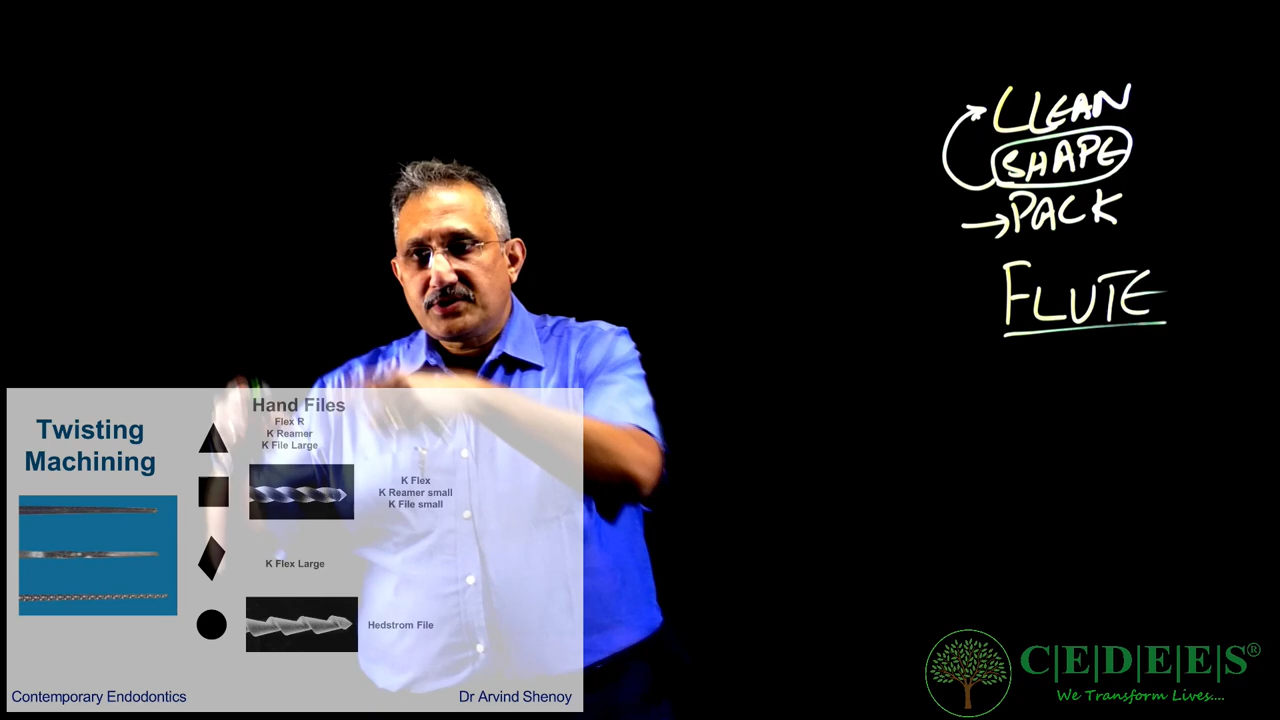 CLEAN
SHAPE
PACK
FLUTE
Twisting
Machining
Hand Files
Flex R
K Reamer
K File Large
K Flex
K Reamer small
K File small
K Flex Large
Hedstrom File
Contemporary Endodontics
Dr Arvind Shenoy
C|E|D|E|E|S®
We Transform Lives....